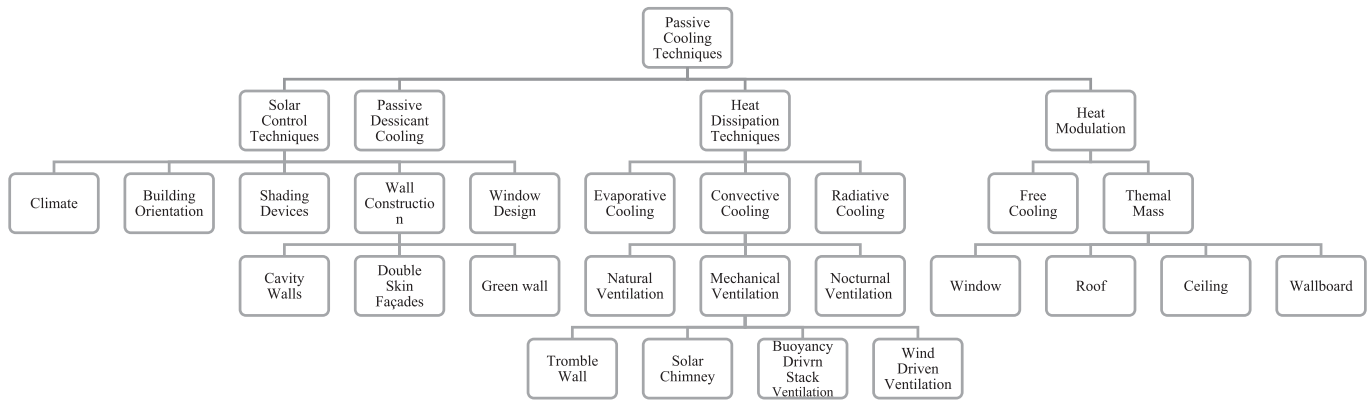 Passive
Cooling
Techniques
Solar
Control
Techniques
Passive
Dessicant
Cooling
Heat
Dissipation
Techniques
Heat
Modulation
Climate
Building
Orientation
Shading
Devices
Wall
Constructio
n
Window
Design
Evaporative
Cooling
Convective
Cooling
Radiative
Cooling
Free
Cooling
Themal
Mass
Cavity
Walls
Double
Skin
Façades
Green wall
Natural
Ventilation
Mechanical
Ventilation
Nocturnal
Ventilation
Window
Roof
Ceiling
Wallboard
Tromble
Wall
Solar
Chimney
Buoyancy
Drivrn
Stack
Ventilation
Wind
Driven
Ventilation